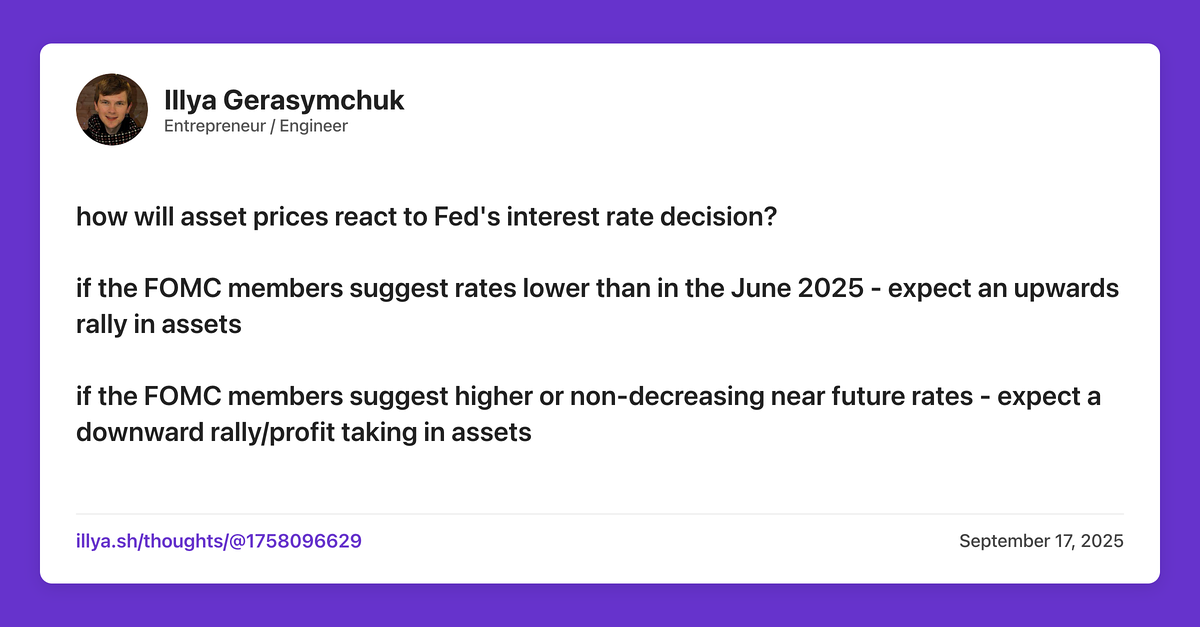 Illya Gerasymchuk
Entrepreneur / Engineer
how will asset prices react to Fed's interest rate decision?
if the FOMC members suggest rates lower than in the June 2025 - expect an upwards
rally in assets
if the FOMC members suggest higher or non-decreasing near future rates - expect a
downward rally/profit taking in assets
illya.sh/thoughts/@1758096629
September 17, 2025